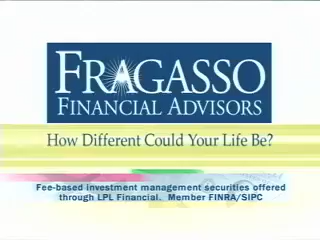 FRAGASSO
FINANCIAL ADVISORS
How Different Could Your Life Be?
Fee-based investment management securities offered
through LPL Financial. Member FINRA/SIPC